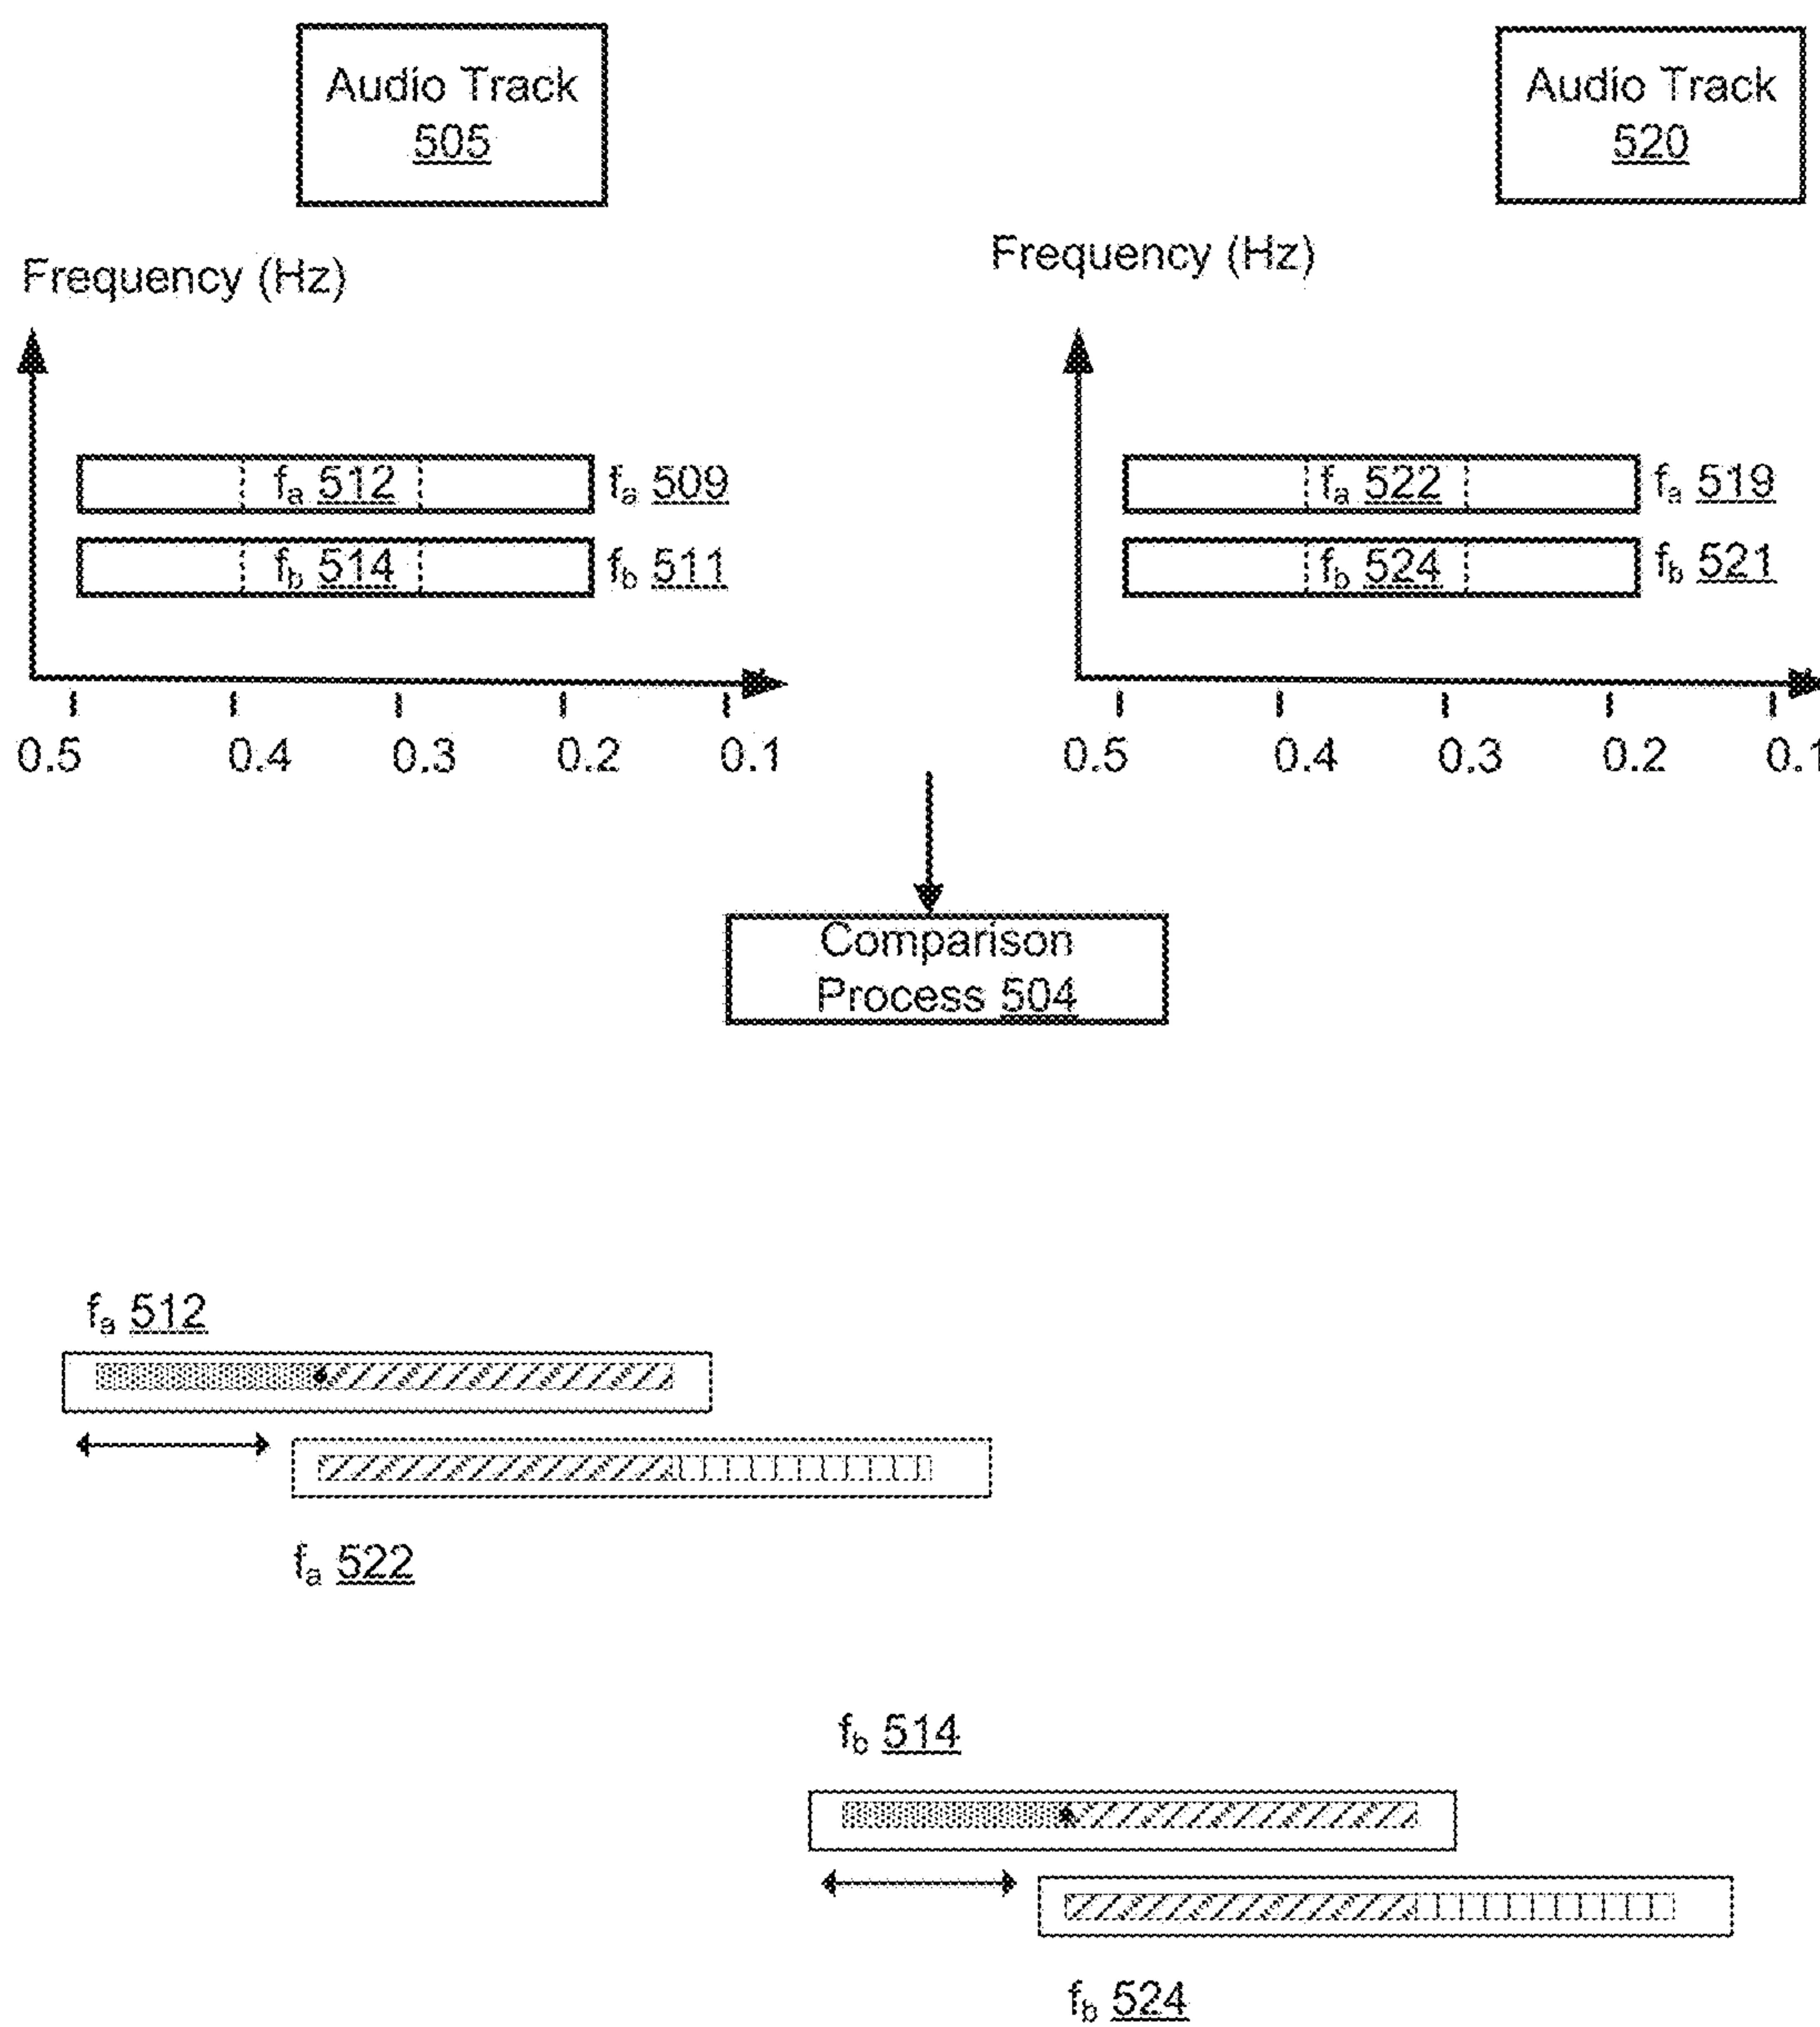 Audio Track
505
Audio Track
520
Frequency (Hz)
Frequency (Hz)
fa 512
fa 509
fb 514
fb 511
fa 522
fa 519
fb 524
fb 521
0.5 0.4 0.3 0.2 0.1
0.5 0.4 0.3 0.2 0.1
Comparison
Process 504
fa 512
fa 522
fb 514
fb 524